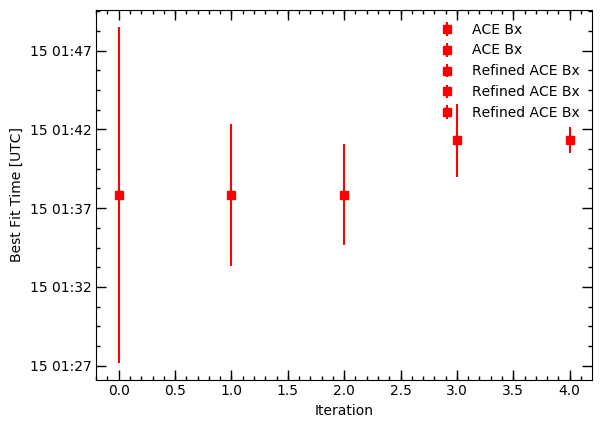 ACE Bx
ACE Bx
Refined ACE Bx
Refined ACE Bx
Refined ACE Bx
Best Fit Time [UTC]
15 01:47
15 01:42
15 01:37
15 01:32
15 01:27
0.0 0.5 1.0 1.5 2.0 2.5 3.0 3.5 4.0
Iteration